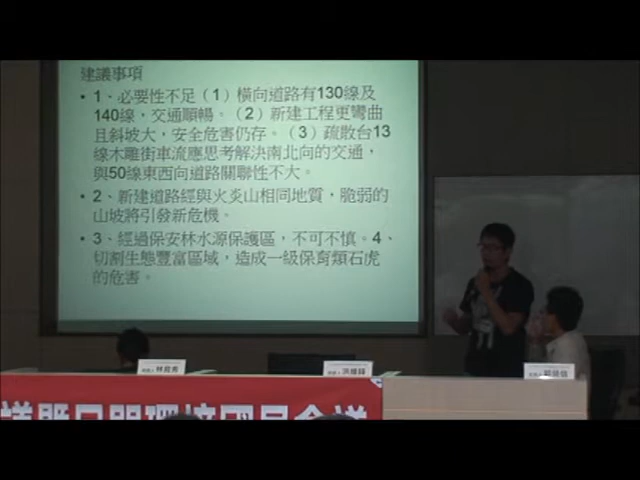 建議事項
• 1、必要性不足（1）橫向道路有130線及
140線，交通順暢。（2）新建工程更彎曲
且斜坡大，安全危害仍存。（3）疏散台13
線木雕街車流應思考解決南北向的交通，
與50線東西向道路關聯性不大。
• 2、新建道路經與火炎山相同地質，脆弱的
山坡將引發新危機。
• 3、經過保安林水源保護區，不可不慎。4、
切割生態豐富區域，造成一級保育類石虎
的危害。